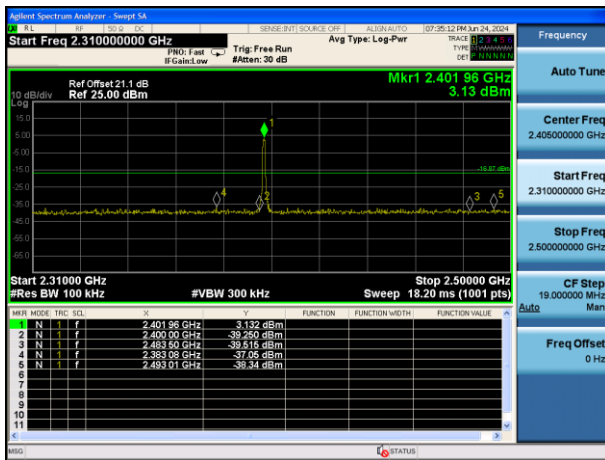 Agilent Spectrum Analyzer - Swept SA
RL RF 50 Ω DC SENSE:INT SOURCE OFF ALIGN AUTO 07:35:12 PM Jun 24, 2024
Start Freq 2.310000000 GHz
PNO: Fast
IFGain:Low
Trig: Free Run
#Atten: 30 dB
Avg Type: Log-Pwr
TRACE 1 2 3 4 5 6
TYPE
DET P N N N N N
Ref Offset 21.1 dB
10 dB/div Ref 25.00 dBm
Log
Mkr1 2.401 96 GHz
3.13 dBm
15.0
5.00
-5.00
-15.0
-25.0
-35.0
-45.0
-55.0
-65.0
1
2
3
4
5
-16.87 dBm
Start 2.31000 GHz Stop 2.50000 GHz
#Res BW 100 kHz #VBW 300 kHz Sweep 18.20 ms (1001 pts)
MKR MODE TRC SCL X Y FUNCTION FUNCTION WIDTH FUNCTION VALUE
1 N 1 f 2.401 96 GHz 3.132 dBm
2 N 1 f 2.400 00 GHz -39.250 dBm
3 N 1 f 2.483 50 GHz -39.515 dBm
4 N 1 f 2.383 08 GHz -37.05 dBm
5 N 1 f 2.493 01 GHz -38.34 dBm
6
7
8
9
10
11
MSG STATUS
Frequency
Auto Tune
Center Freq
2.405000000 GHz
Start Freq
2.310000000 GHz
Stop Freq
2.500000000 GHz
CF Step
19.000000 MHz
Auto Man
Freq Offset
0 Hz